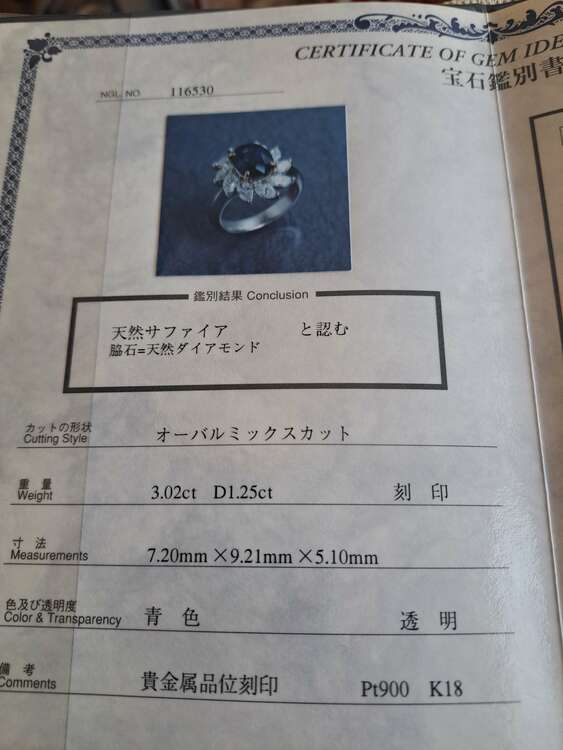 CERTIFICATE OF GEM IDE
宝石鑑別書
NGL. NO 116530
鑑別結果 Conclusion
天然サファイア と認む
脇石=天然ダイアモンド
カットの形状
Cutting Style
オーバルミックスカット
重量
Weight
3.02ct D1.25ct 刻印
寸法
Measurements
7.20mm×9.21mm×5.10mm
色及び透明度
Color & Transparency
青色 透明
備考
Comments
貴金属品位刻印 Pt900 K18